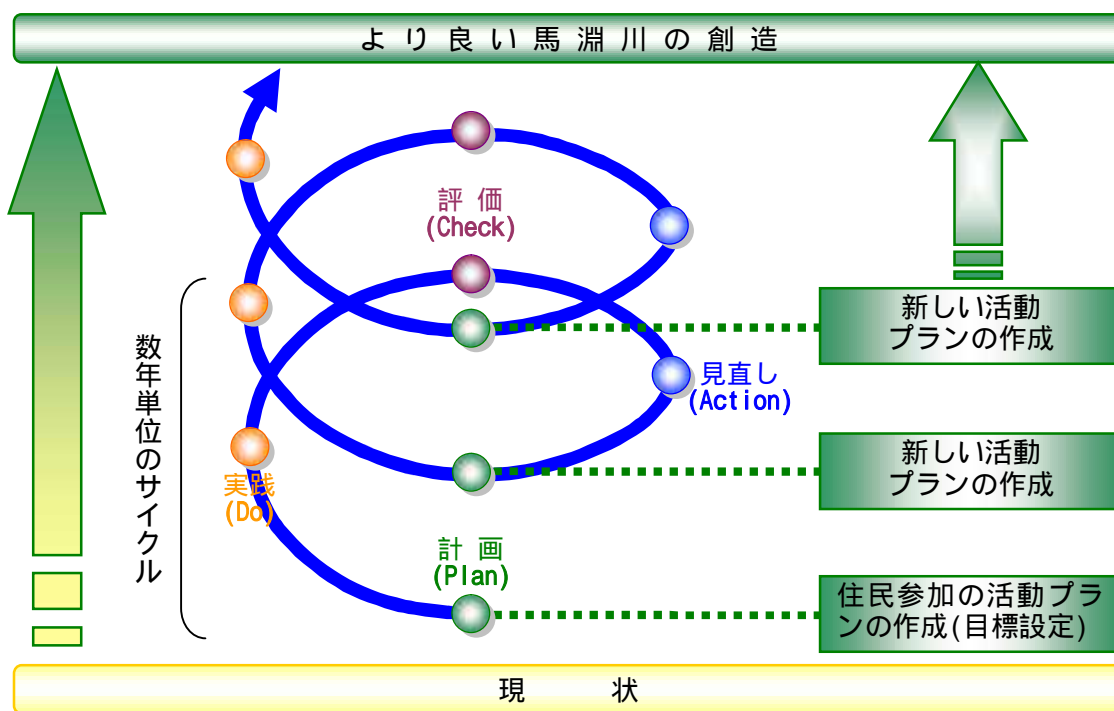 より良い馬淵川の創造
評価
(Check)
新しい活動
プランの作成
数年単位のサイクル
見直し
(Action)
新しい活動
プランの作成
実践
(Do)
計画
(Plan)
住民参加の活動プラ
ンの作成(目標設定)
現状